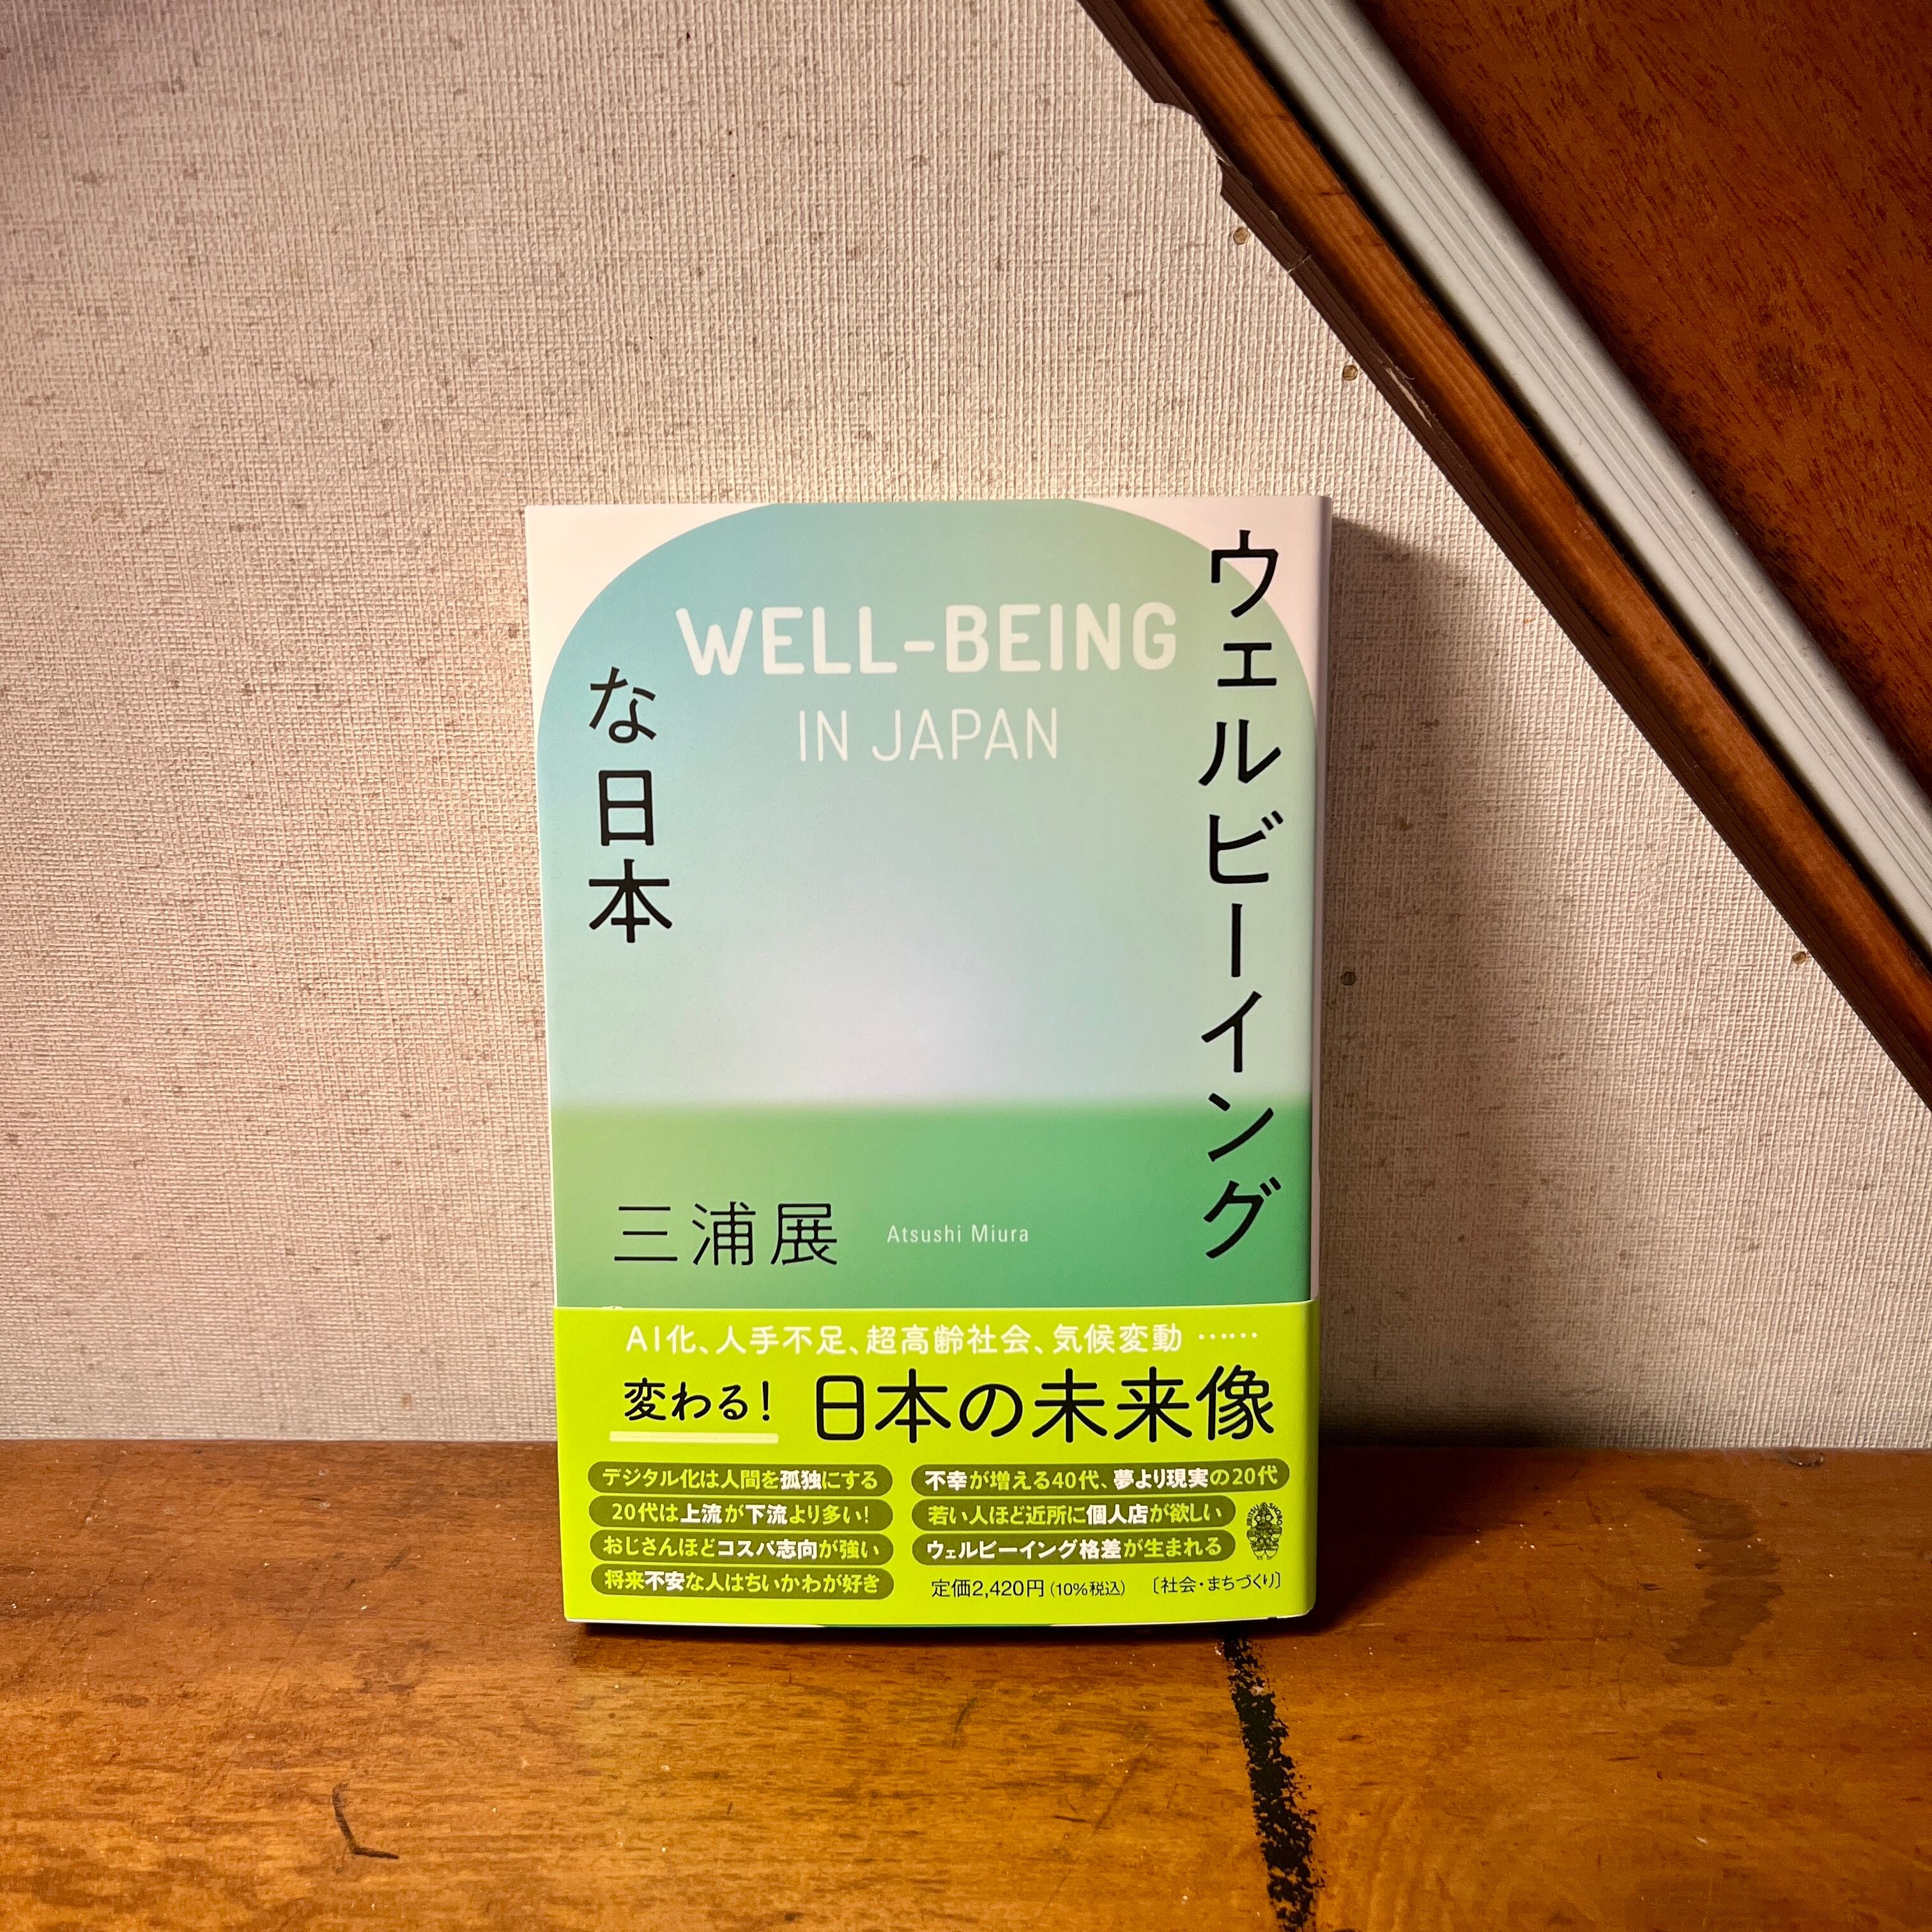 ウェルビーイング
な日本
WELL-BEING
IN JAPAN
三浦展
Atsushi Miura
AI化、人手不足、超高齢社会、気候変動……
変わる! 日本の未来像
デジタル化は人間を孤独にする
20代は上流が下流より多い!
おじさんほどコスパ志向が強い
将来不安な人はちいかわが好き
不幸が増える40代、夢より現実の20代
若い人ほど近所に個人店が欲しい
ウェルビーイング格差が生まれる
定価2,420円(10%税込)
〔社会・まちづくり〕